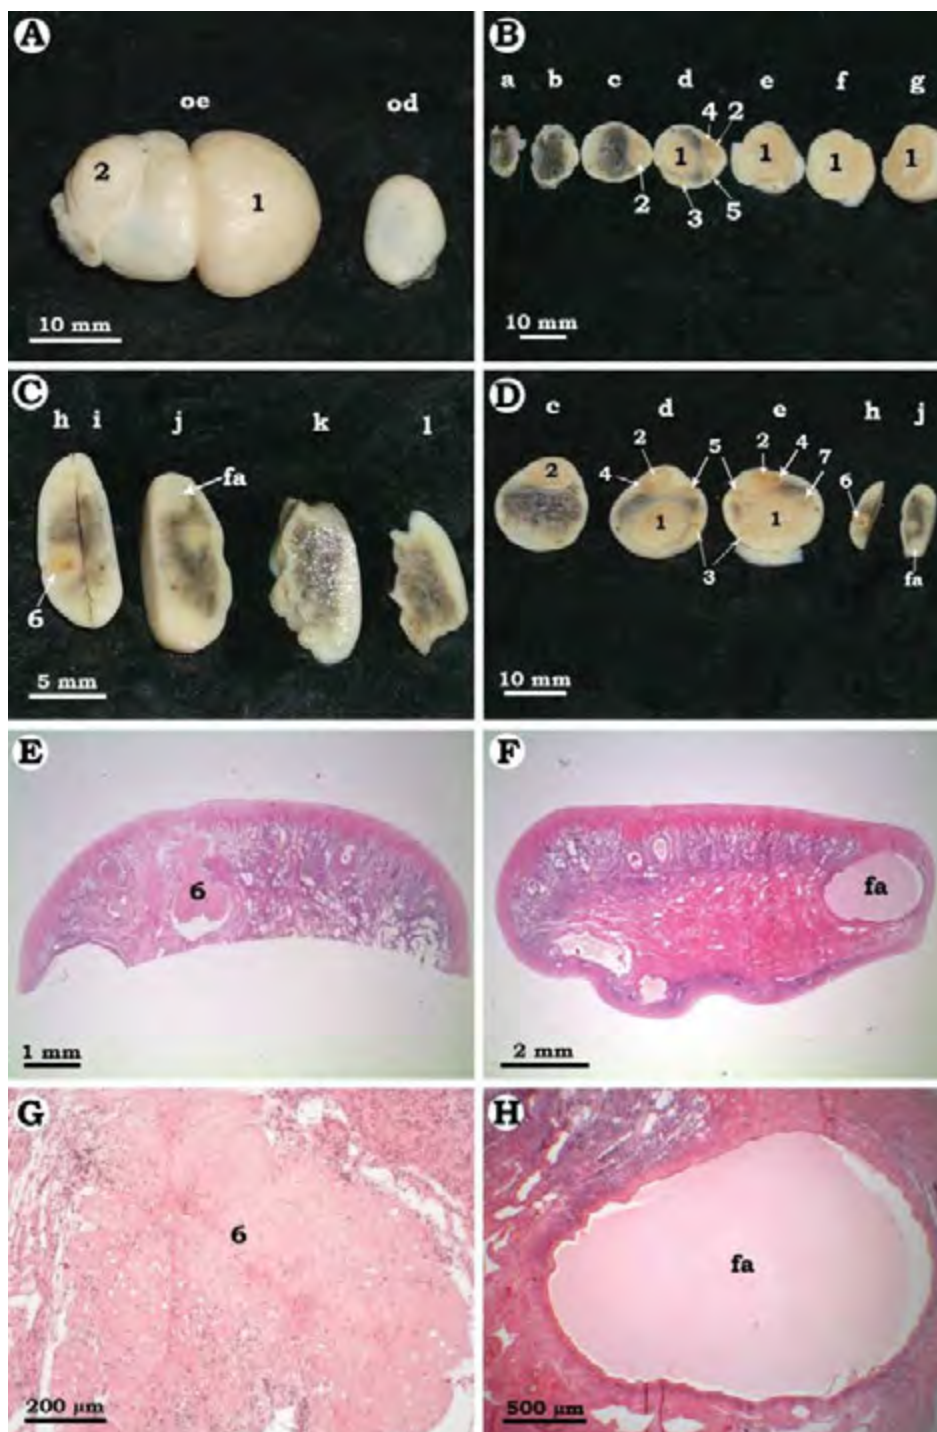 A
oe
od
2
1
10 mm
B
a b c d e f g
4 2
1 1 1 1
2 3 5
10 mm
C
h i j k l
fa
6
5 mm
D
c d e h j
2 5 2 4 7
4 6
2
1 1
3 fa
10 mm
E
6
1 mm
F
fa
2 mm
G
6
200 µm
H
fa
500 µm